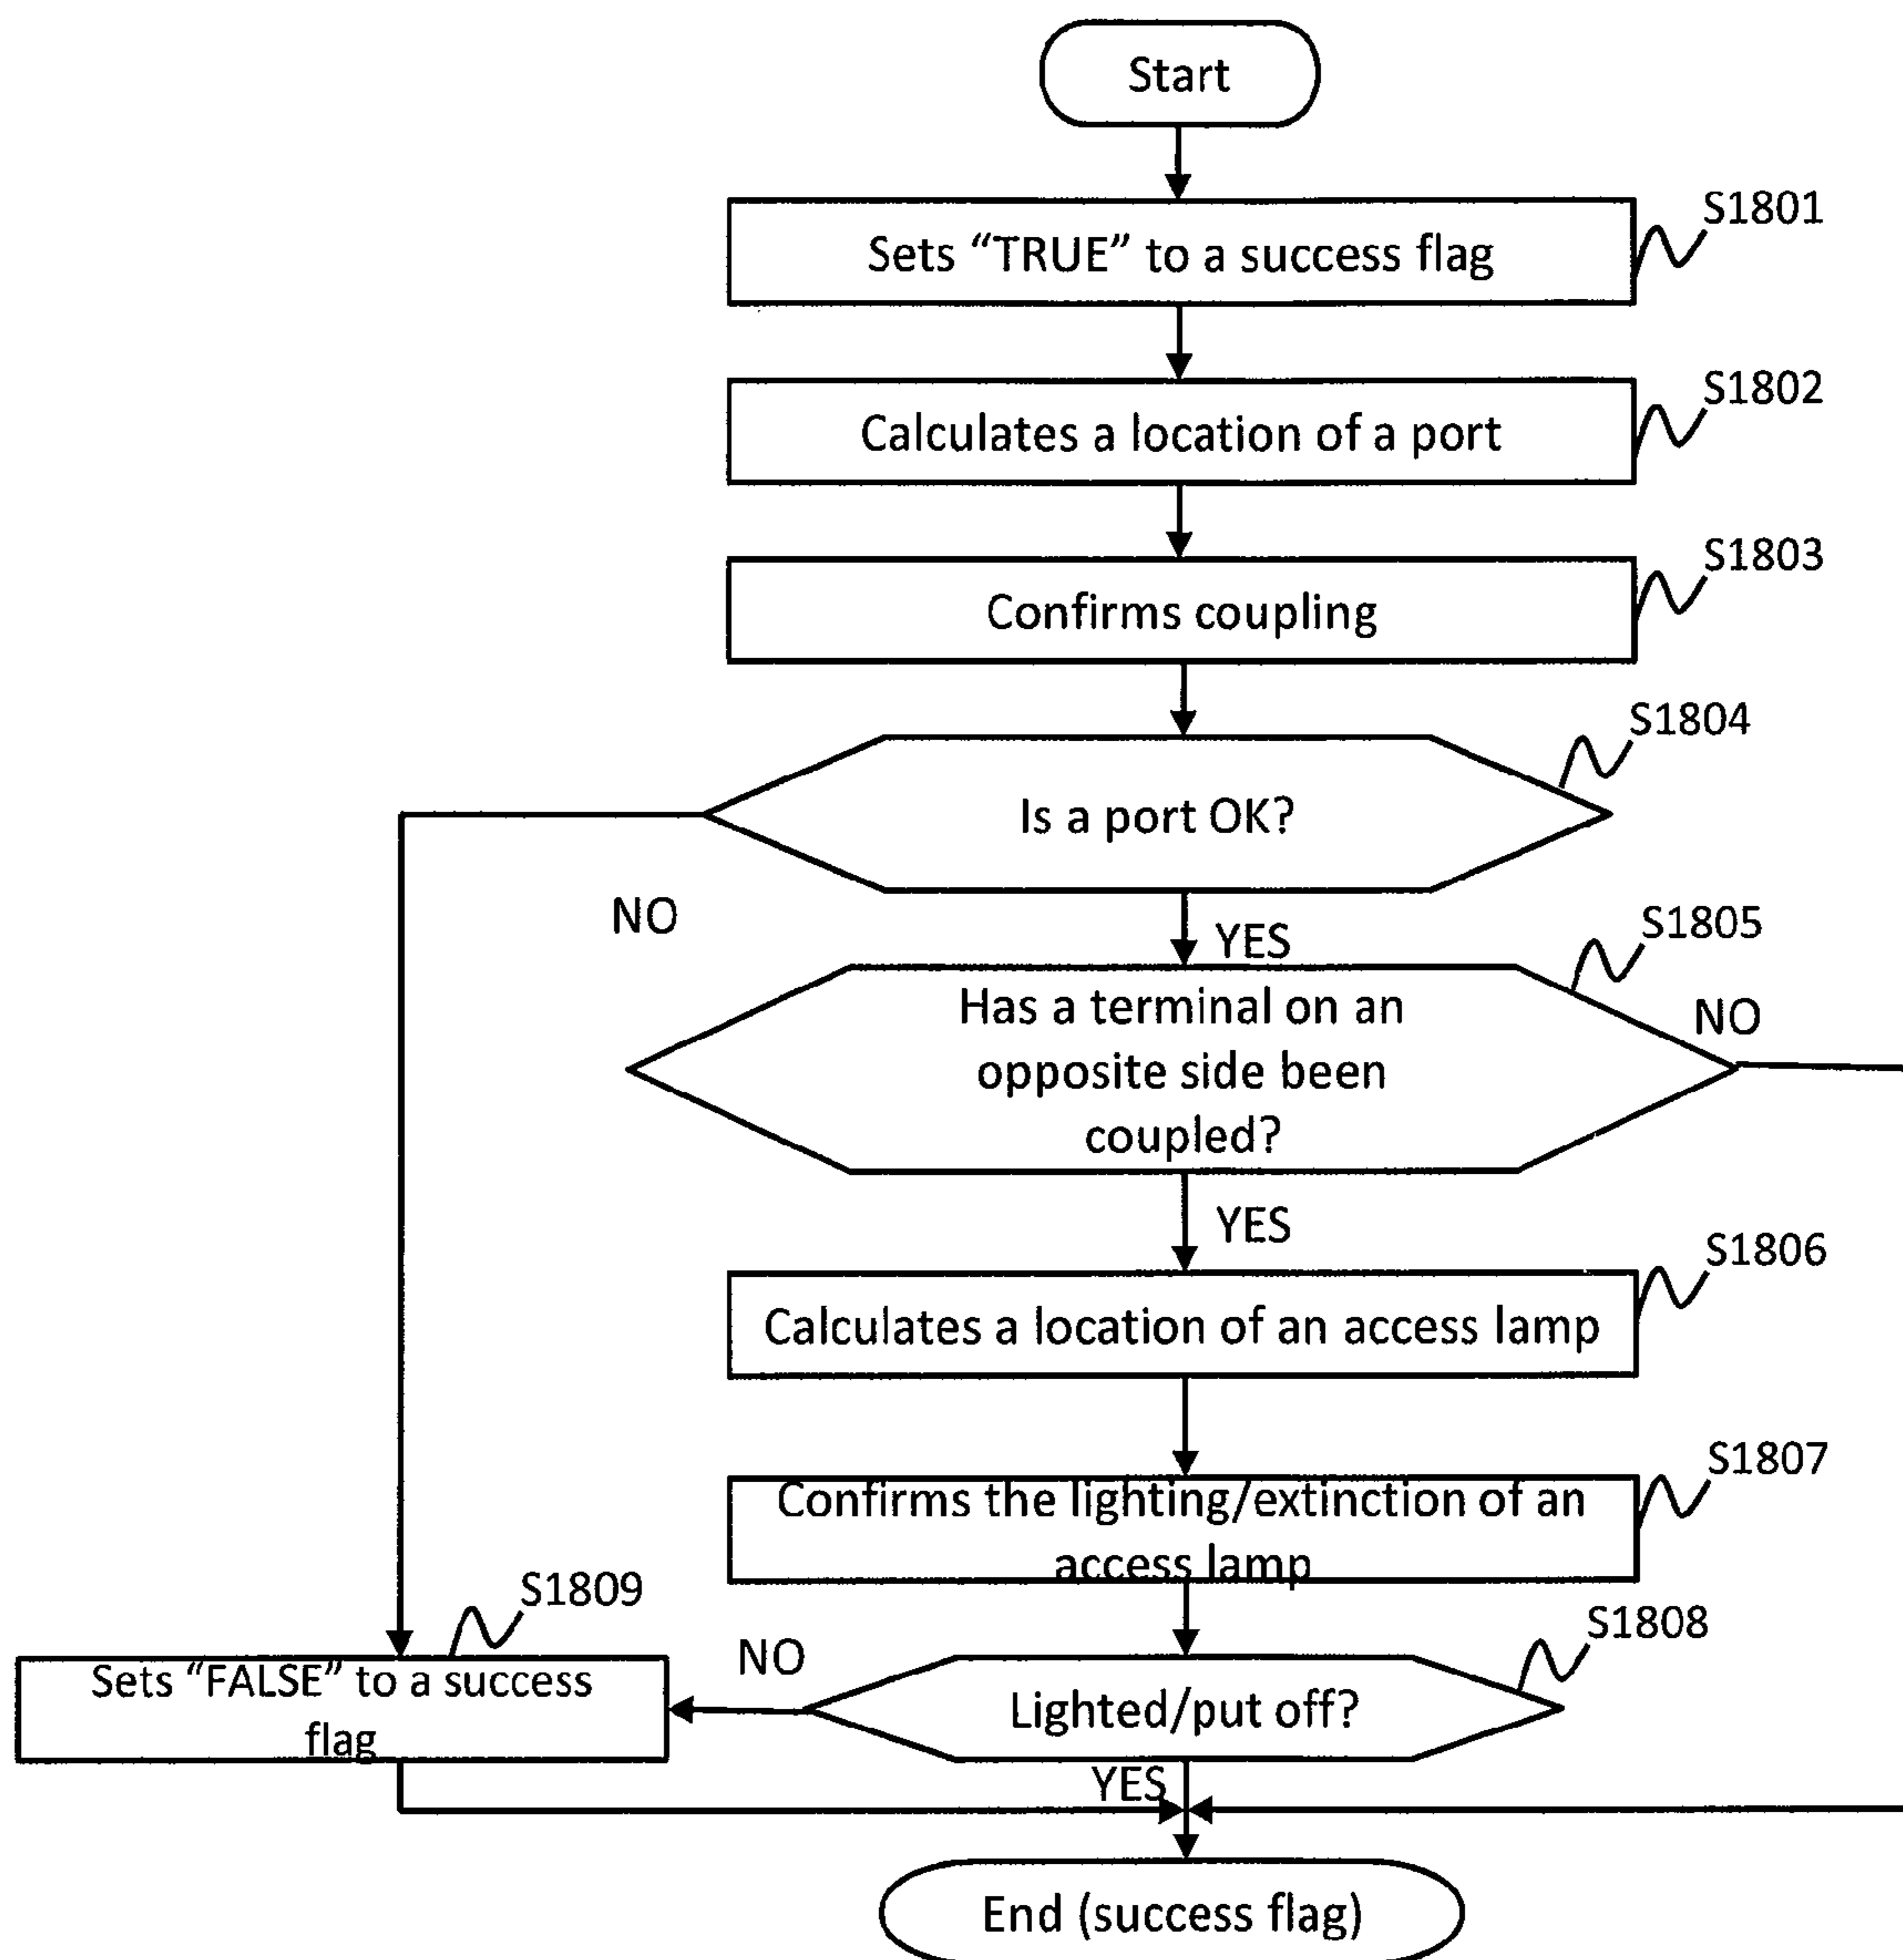 Start
S1801
Sets “TRUE” to a success flag
S1802
Calculates a location of a port
S1803
Confirms coupling
S1804
Is a port OK?
NO
YES
S1805
Has a terminal on an
opposite side been
coupled?
NO
YES
S1806
Calculates a location of an access lamp
S1807
Confirms the lighting/extinction of an
access lamp
S1809
Sets “FALSE” to a success
flag
NO
S1808
Lighted/put off?
YES
End (success flag)